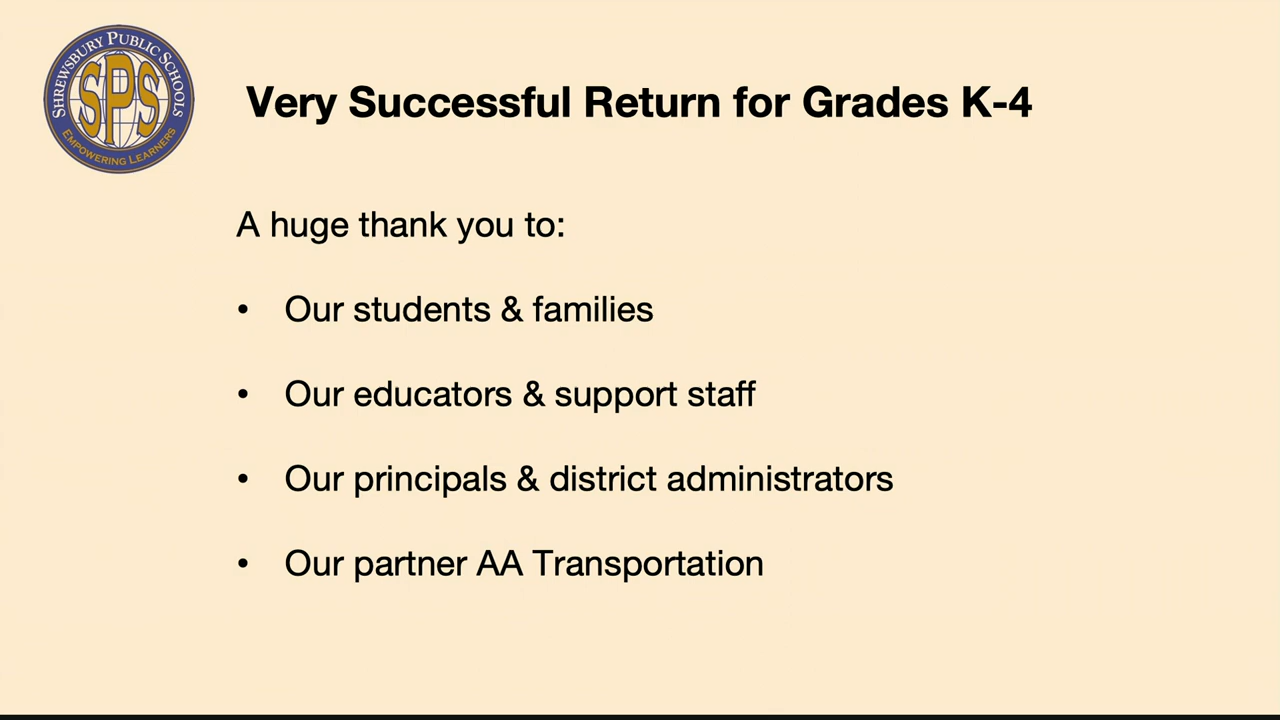 SHREWSBURY PUBLIC SCHOOLS
SPS
EMPOWERING LEARNERS
Very Successful Return for Grades K-4
A huge thank you to:
• Our students & families
• Our educators & support staff
• Our principals & district administrators
• Our partner AA Transportation